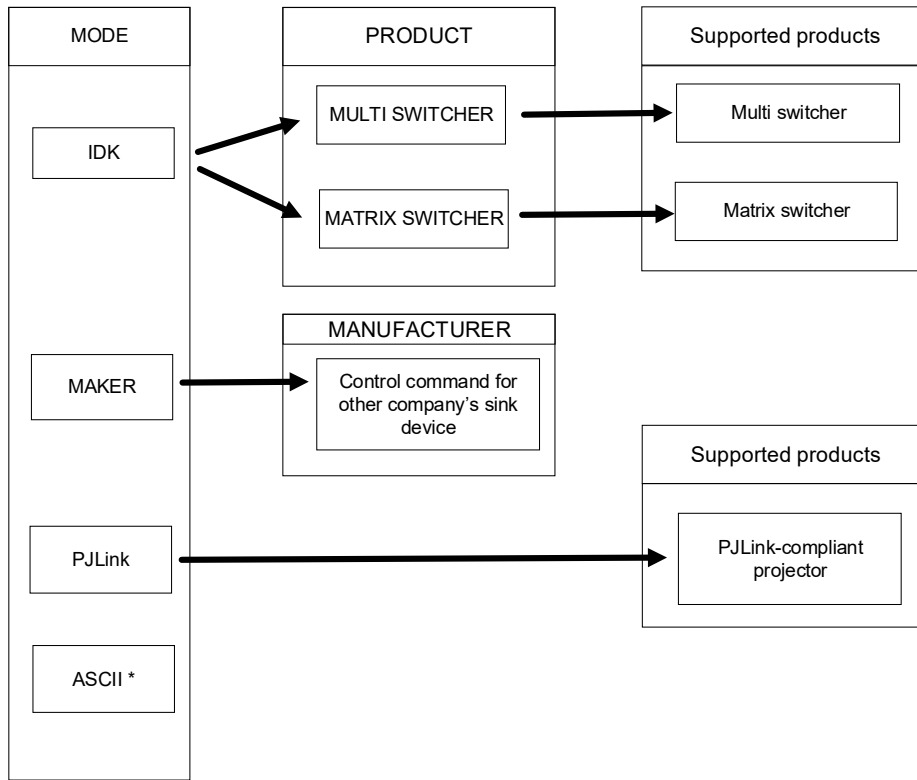 MODE
PRODUCT
Supported products
MULTI SWITCHER
Multi switcher
IDK
MATRIX SWITCHER
Matrix switcher
MANUFACTURER
MAKER
Control command for
other company’s sink
device
Supported products
PJLink
PJLink-compliant
projector
ASCII *